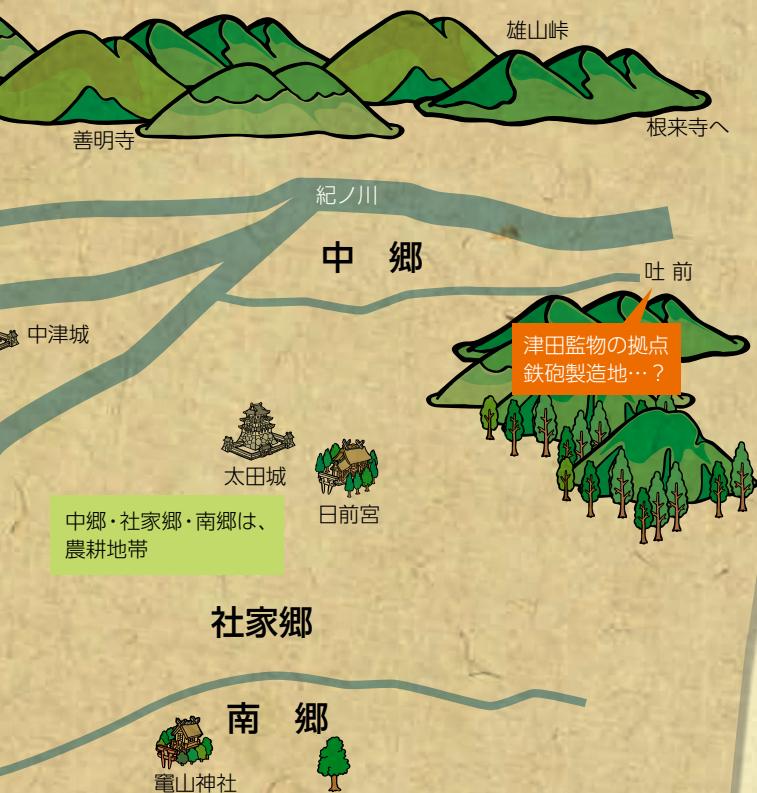 雄山峠
善明寺
根来寺へ
紀ノ川
中 郷
吐 前
津田監物の拠点
鉄砲製造地…?
中津城
太田城
日前宮
中郷・社家郷・南郷は、
農耕地帯
社家郷
南 郷
竈山神社